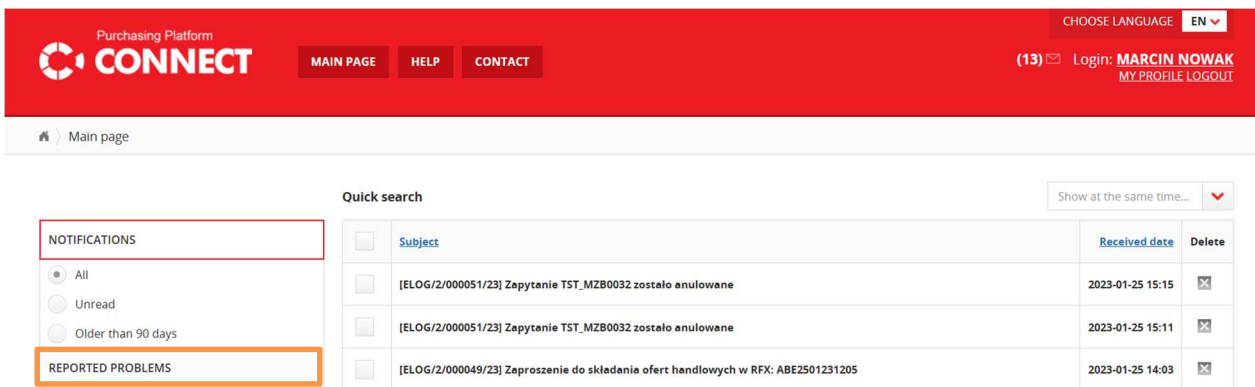 CHOOSE LANGUAGE EN
Purchasing Platform
CONNECT
MAIN PAGE HELP CONTACT
(13) Login: MARCIN NOWAK
MY PROFILE LOGOUT
Main page
Quick search
Show at the same time...
NOTIFICATIONS
All
Unread
Older than 90 days
REPORTED PROBLEMS
Subject Received date Delete
[ELOG/2/000051/23] Zapytanie TST_MZB0032 zostało anulowane 2023-01-25 15:15
[ELOG/2/000051/23] Zapytanie TST_MZB0032 zostało anulowane 2023-01-25 15:11
[ELOG/2/000049/23] Zaproszenie do składania ofert handlowych w RFX: ABE2501231205 2023-01-25 14:03